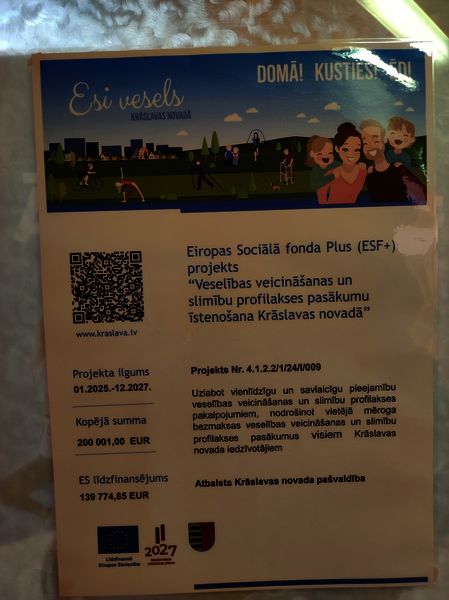 DOMĀ! KUSTIES! ĒD!
Esi vesels
KRĀSLAVAS NOVADĀ
Eiropas Sociālā fonda Plus (ESF+)
projekts
“Veselības veicināšanas un
slimību profilakses pasākumu
īstenošana Krāslavas novadā”
www.kraslava.lv
Projekta ilgums
01.2025.-12.2027.
Kopējā summa
200 001,00 EUR
ES līdzfinansējums
139 774,85 EUR
Projekts Nr. 4.1.2.2/1/24/I/009
Uzlabot vienlīdzīgu un savlaicīgu pieejamību
veselības veicināšanas un slimību profilakses
pakalpojumiem, nodrošinot vietējā mēroga
bezmaksas veselības veicināšanas un slimību
profilakses pasākumus visiem Krāslavas
novada iedzīvotājiem
Atbalsta Krāslavas novada pašvaldība
Līdzfinansē
Eiropas Savienība
2027